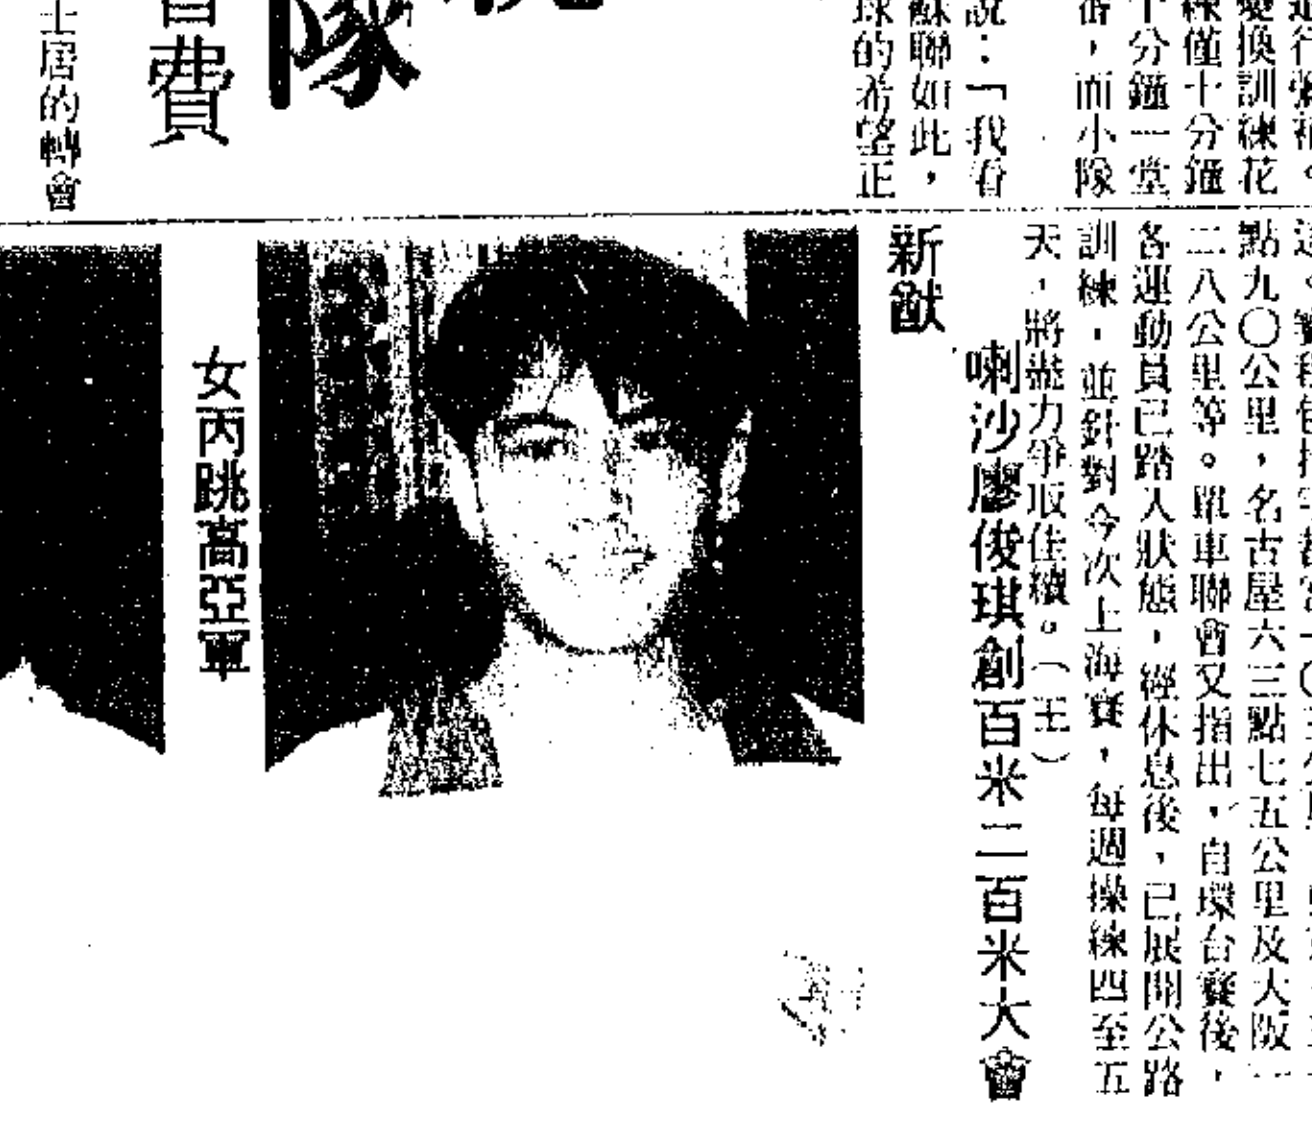 行彌補。
變換訓練花
練僅十分鐘
十分鐘一堂
，而小隊
說：「我看
蘇聯如此，
球的希望正
隊
費
士居的轉會
點九〇公里，名古屋六三點七五公里及大阪一
二八公里等。單車聯會又指出，自環台賽後，
各運動員已踏入狀態，經休息後，已展開公路
訓練，並針對今次上海賽，每週操練四至五
天，將盡力爭取佳績。（王）
喇沙廖俊琪創百米二百米大會
新猷
女丙跳高亞軍